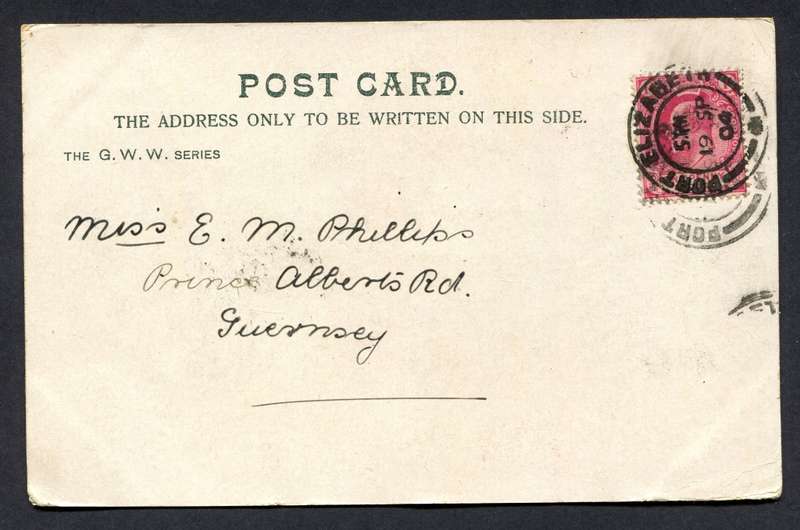 POST CARD.
THE ADDRESS ONLY TO BE WRITTEN ON THIS SIDE.
THE G. W. W. SERIES
PORT ELIZABETH
PORT
Miss E. M. Phillips
Prince Alberts Rd.
Guernsey